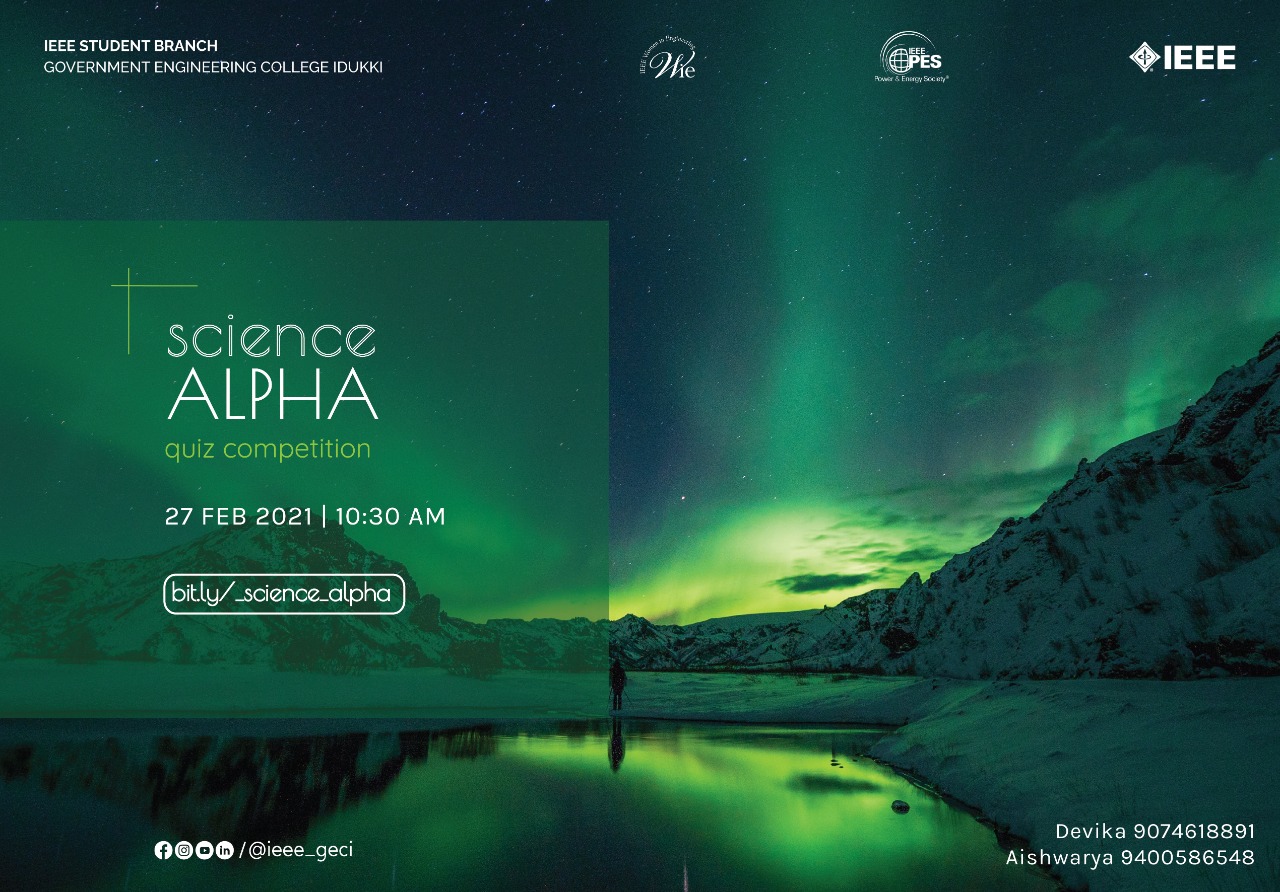 IEEE STUDENT BRANCH
GOVERNMENT ENGINEERING COLLEGE IDUKKI
IEEE Women in Engineering
WIE
IEEE
PES
Power & Energy Society®
IEEE
science
ALPHA
quiz competition
27 FEB 2021 | 10:30 AM
bit.ly/_science_alpha
/@ieee_geci
Devika 9074618891
Aishwarya 9400586548